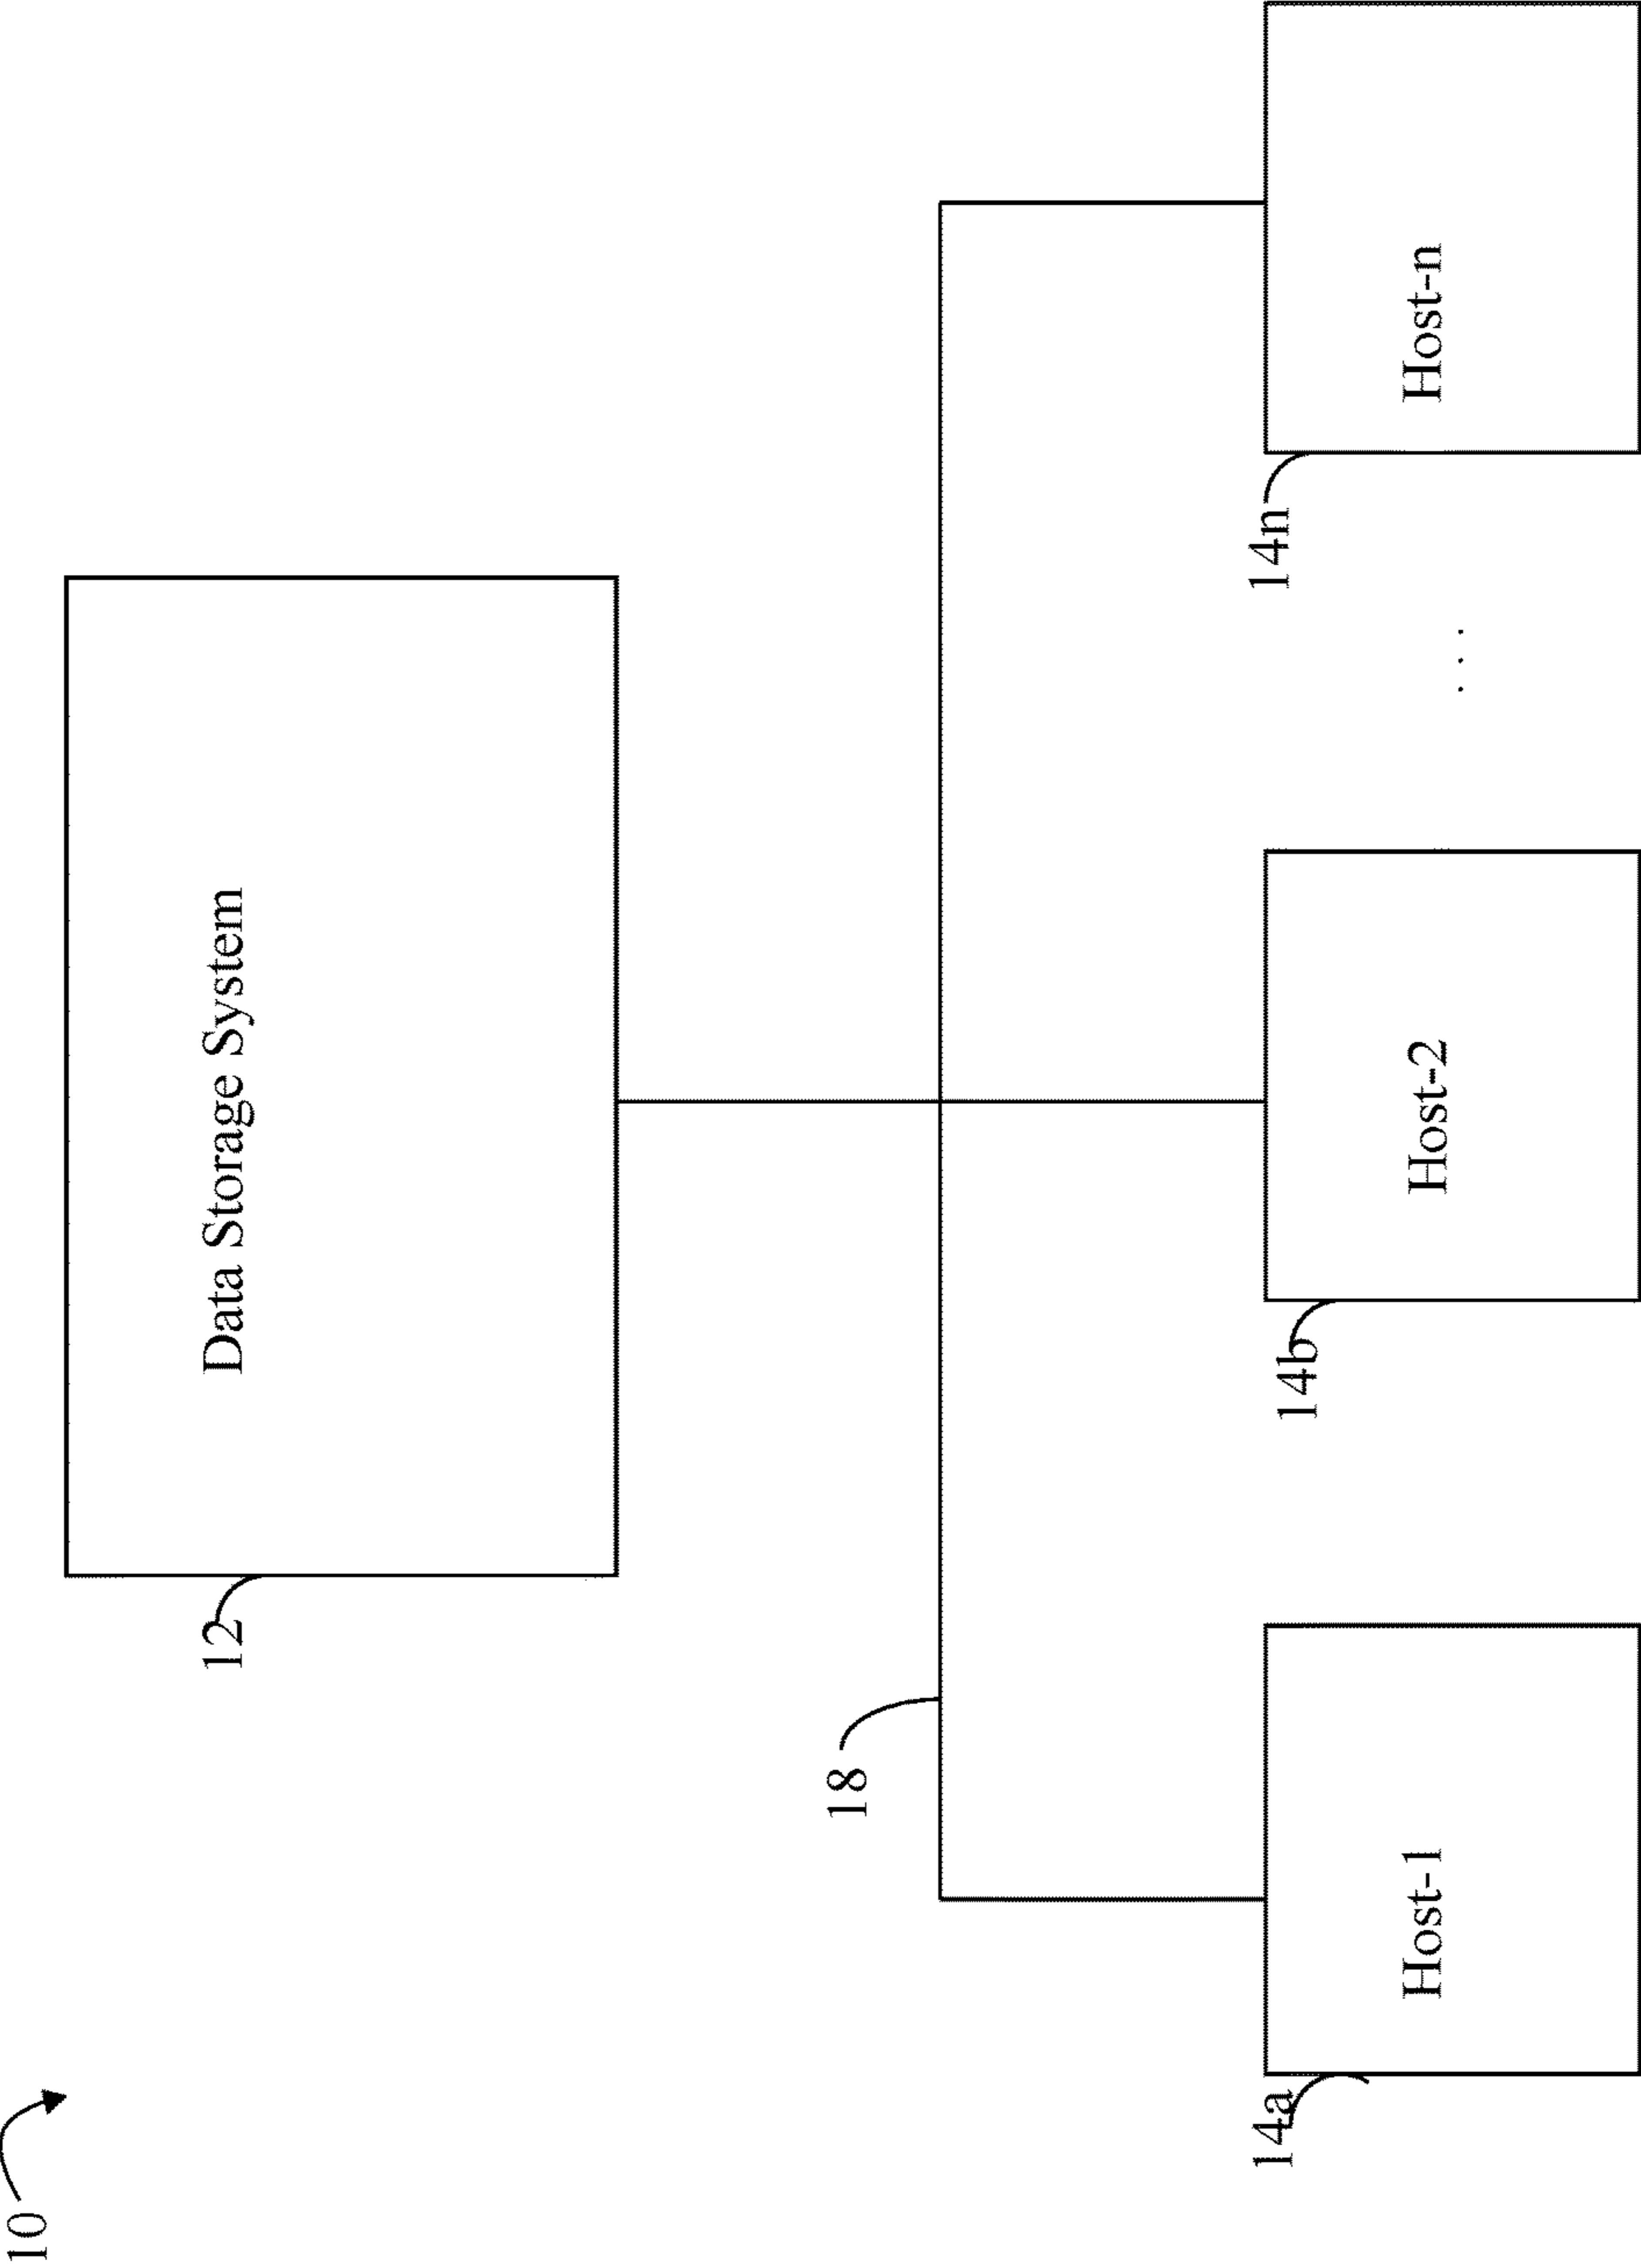 10
12
Data Storage System
18
14a
Host-1
14b
Host-2
. . .
14n
Host-n